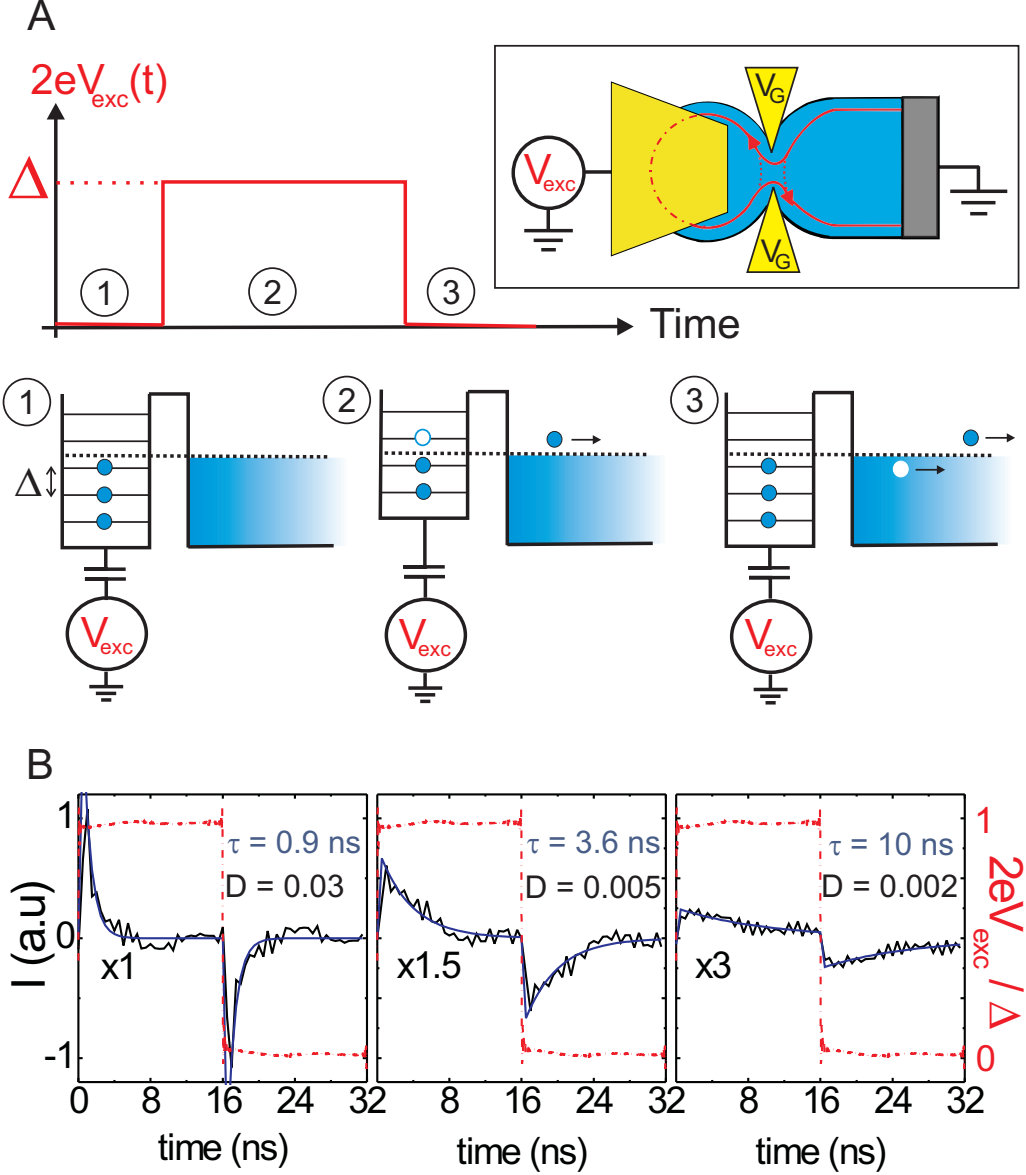 A
2eV_exc(t)
Δ
1
2
3
Time
V_exc
V_G
V_G
1
2
3
Δ
V_exc
V_exc
V_exc
B
I (a.u)
1
0
-1
τ = 0.9 ns
D = 0.03
x1
τ = 3.6 ns
D = 0.005
x1.5
τ = 10 ns
D = 0.002
x3
1
0
2eV_exc / Δ
0 8 16 24 32 8 16 24 32 8 16 24 32
time (ns) time (ns) time (ns)